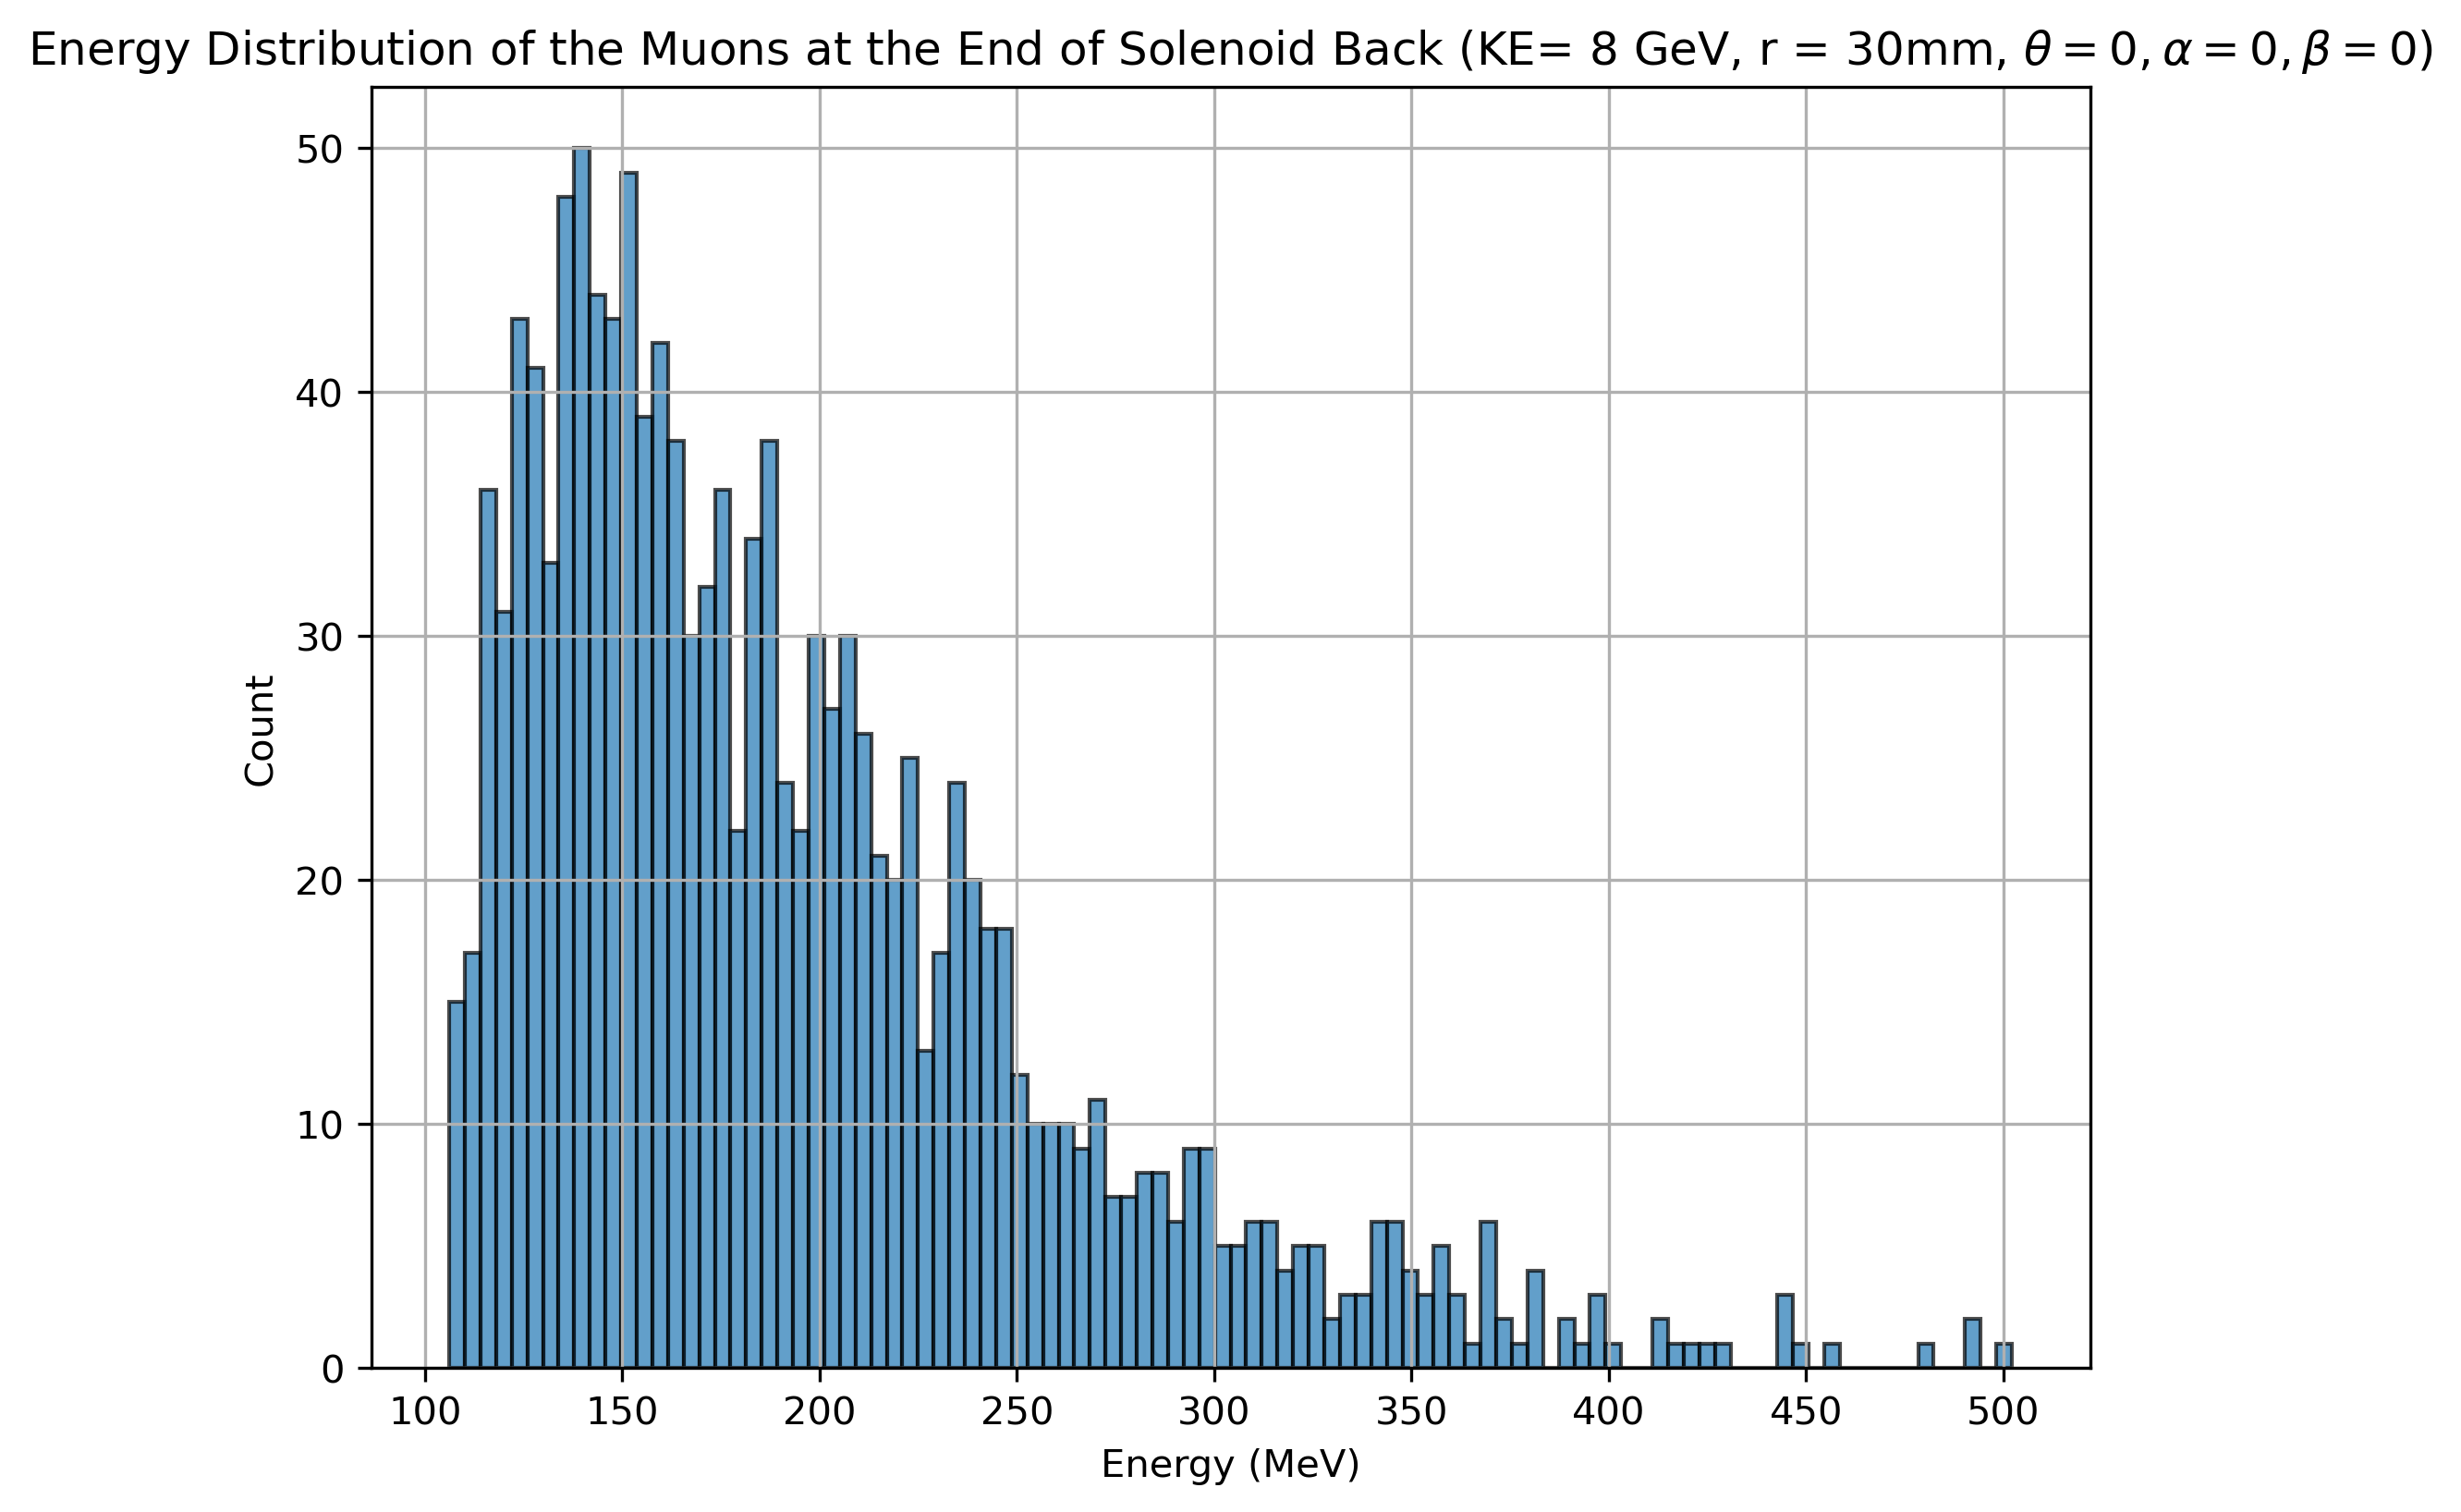 Energy Distribution of the Muons at the End of Solenoid Back (KE= 8 GeV, r = 30mm, θ = 0, α = 0, β = 0)
50
40
30
20
10
0
Count
100 150 200 250 300 350 400 450 500
Energy (MeV)